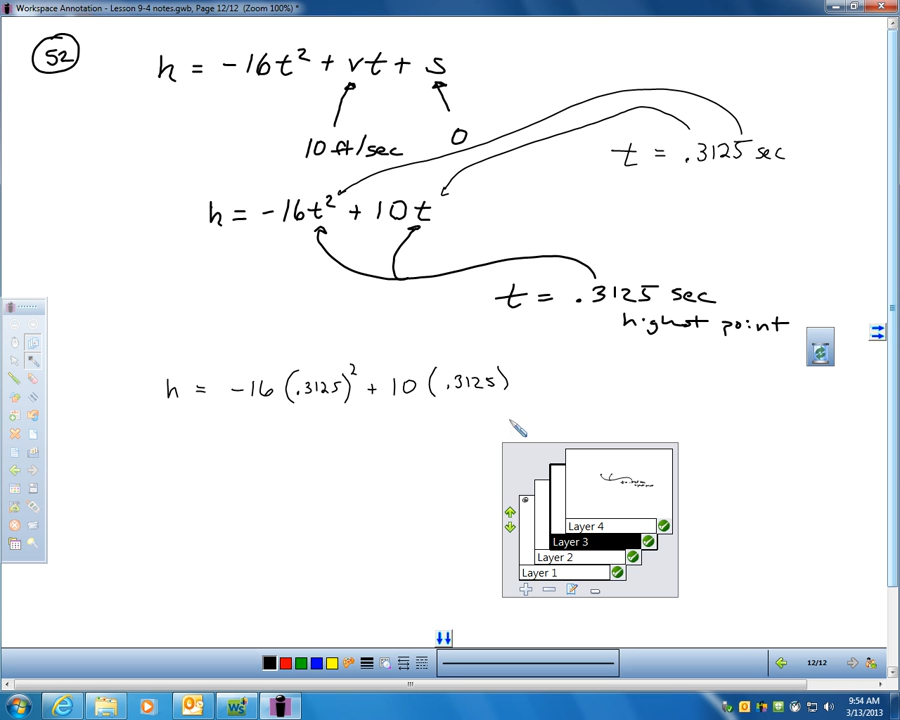 Workspace Annotation - Lesson 9-4 notes.gwb, Page 12/12 (Zoom 100%) *
52
h = -16t² + vt + s
10 ft/sec
0
t = .3125 sec
h = -16t² + 10t
t = .3125 sec
highest point
h = -16 (.3125)² + 10 (.3125)
Layer 4
Layer 3
Layer 2
Layer 1
12/12
9:54 AM
3/13/2013